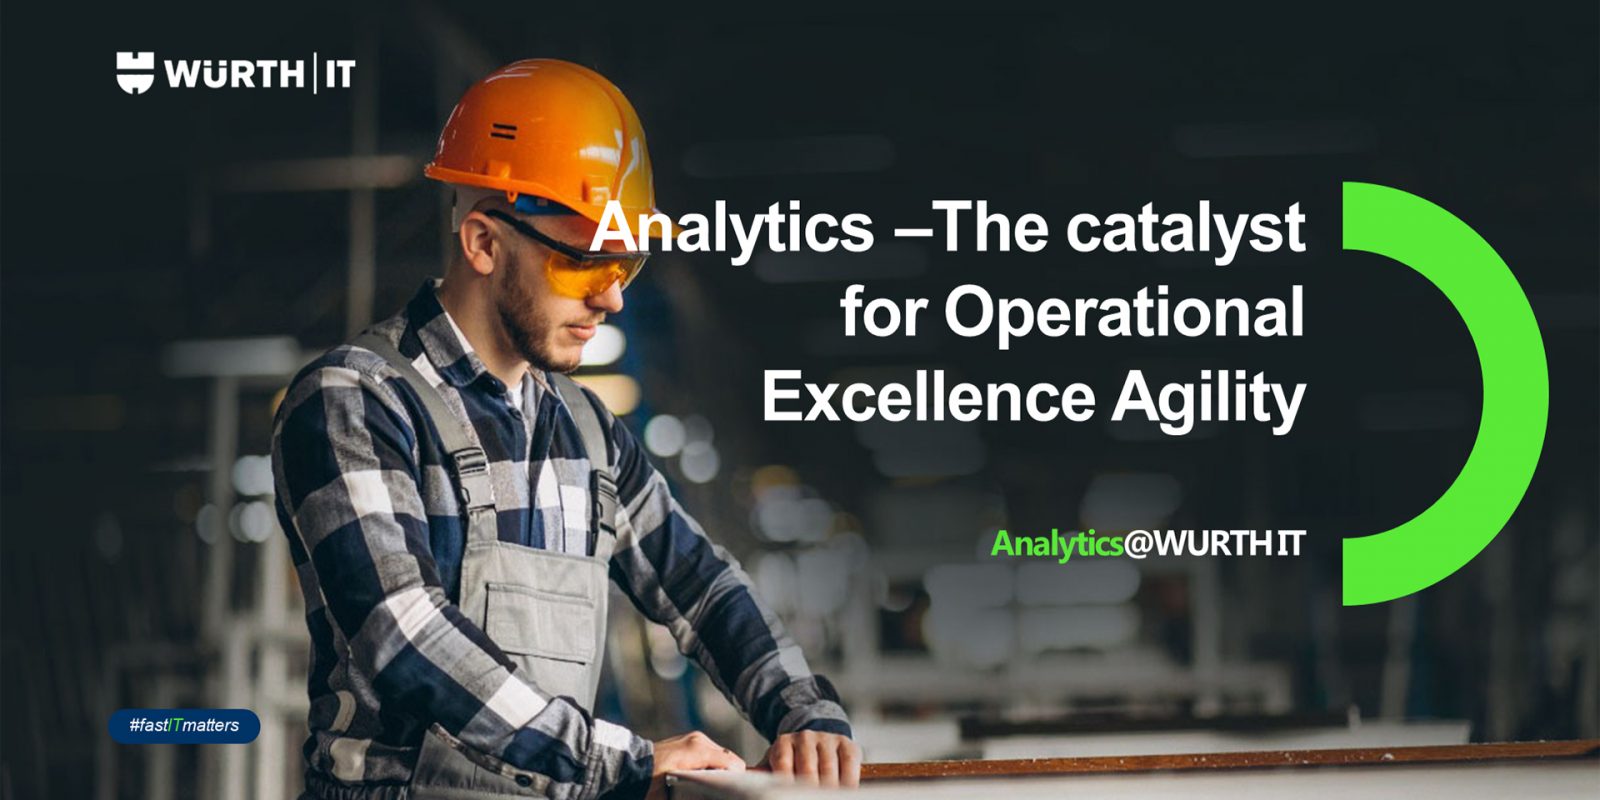 WÜRTH|IT
Analytics –The catalyst
for Operational
Excellence Agility
Analytics@WURTH IT
#fastITmatters